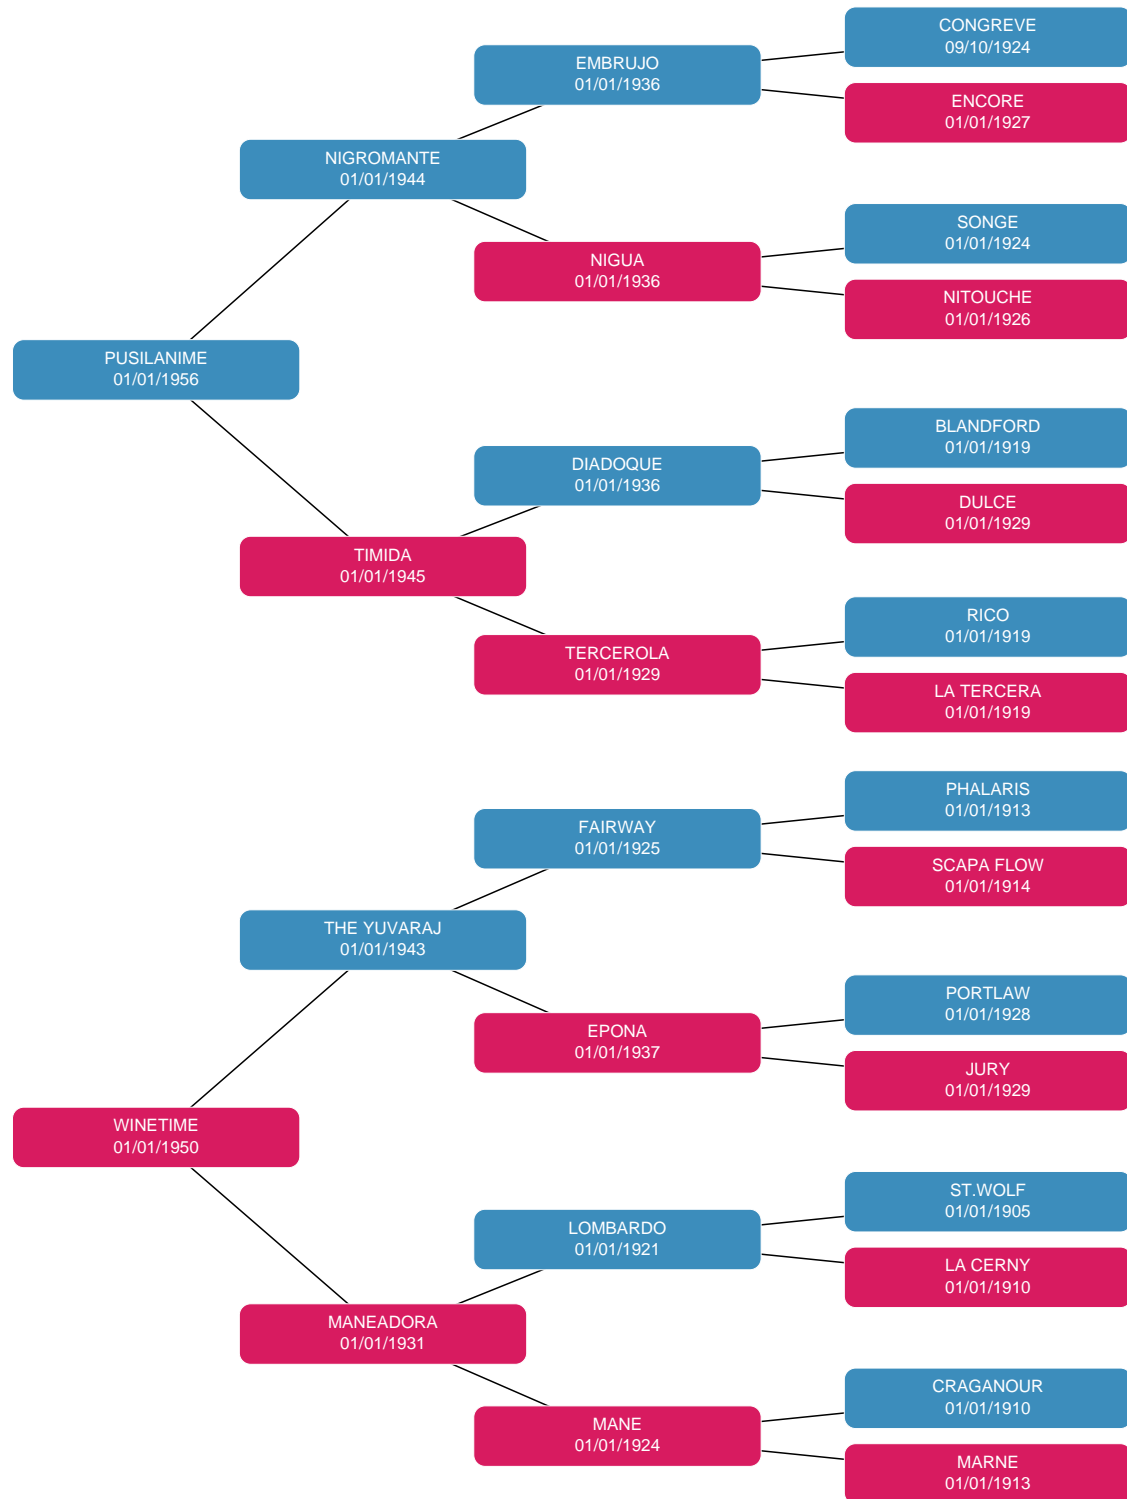 CONGREVE
09/10/1924
EMBRUJO
01/01/1936
ENCORE
01/01/1927
NIGROMANTE
01/01/1944
SONGE
01/01/1924
NIGUA
01/01/1936
NITOUCHE
01/01/1926
PUSILANIME
01/01/1956
BLANDFORD
01/01/1919
DIADOQUE
01/01/1936
DULCE
01/01/1929
TIMIDA
01/01/1945
RICO
01/01/1919
TERCEROLA
01/01/1929
LA TERCERA
01/01/1919
PHALARIS
01/01/1913
FAIRWAY
01/01/1925
SCAPA FLOW
01/01/1914
THE YUVARAJ
01/01/1943
PORTLAW
01/01/1928
EPONA
01/01/1937
JURY
01/01/1929
WINETIME
01/01/1950
ST.WOLF
01/01/1905
LOMBARDO
01/01/1921
LA CERNY
01/01/1910
MANEADORA
01/01/1931
CRAGANOUR
01/01/1910
MANE
01/01/1924
MARNE
01/01/1913